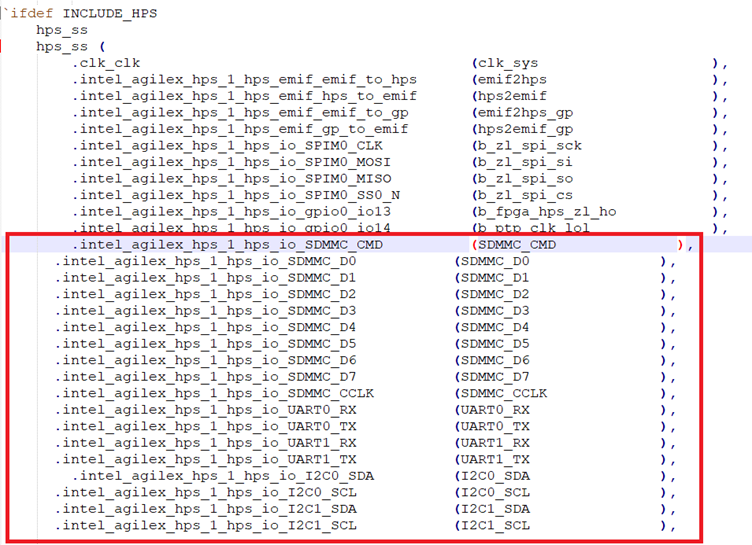 `ifdef INCLUDE_HPS
hps_ss
hps_ss (
.clk_clk (clk_sys ),
.intel_agilex_hps_1_hps_emif_emif_to_hps (emif2hps ),
.intel_agilex_hps_1_hps_emif_hps_to_emif (hps2emif ),
.intel_agilex_hps_1_hps_emif_emif_to_gp (emif2hps_gp ),
.intel_agilex_hps_1_hps_emif_gp_to_emif (hps2emif_gp ),
.intel_agilex_hps_1_hps_io_SPIM0_CLK (b_zl_spi_sck ),
.intel_agilex_hps_1_hps_io_SPIM0_MOSI (b_zl_spi_si ),
.intel_agilex_hps_1_hps_io_SPIM0_MISO (b_zl_spi_so ),
.intel_agilex_hps_1_hps_io_SPIM0_SS0_N (b_zl_spi_cs ),
.intel_agilex_hps_1_hps_io_gpio0_io13 (b_fpga_hps_zl_ho ),
.intel_agilex_hps_1_hps_io_gpio0_io14 (b_ptp_clk_lol ),
.intel_agilex_hps_1_hps_io_SDMMC_CMD (SDMMC_CMD ),
.intel_agilex_hps_1_hps_io_SDMMC_D0 (SDMMC_D0 ),
.intel_agilex_hps_1_hps_io_SDMMC_D1 (SDMMC_D1 ),
.intel_agilex_hps_1_hps_io_SDMMC_D2 (SDMMC_D2 ),
.intel_agilex_hps_1_hps_io_SDMMC_D3 (SDMMC_D3 ),
.intel_agilex_hps_1_hps_io_SDMMC_D4 (SDMMC_D4 ),
.intel_agilex_hps_1_hps_io_SDMMC_D5 (SDMMC_D5 ),
.intel_agilex_hps_1_hps_io_SDMMC_D6 (SDMMC_D6 ),
.intel_agilex_hps_1_hps_io_SDMMC_D7 (SDMMC_D7 ),
.intel_agilex_hps_1_hps_io_SDMMC_CCLK (SDMMC_CCLK ),
.intel_agilex_hps_1_hps_io_UART0_RX (UART0_RX ),
.intel_agilex_hps_1_hps_io_UART0_TX (UART0_TX ),
.intel_agilex_hps_1_hps_io_UART1_RX (UART1_RX ),
.intel_agilex_hps_1_hps_io_UART1_TX (UART1_TX ),
.intel_agilex_hps_1_hps_io_I2C0_SDA (I2C0_SDA ),
.intel_agilex_hps_1_hps_io_I2C0_SCL (I2C0_SCL ),
.intel_agilex_hps_1_hps_io_I2C1_SDA (I2C1_SDA ),
.intel_agilex_hps_1_hps_io_I2C1_SCL (I2C1_SCL ),